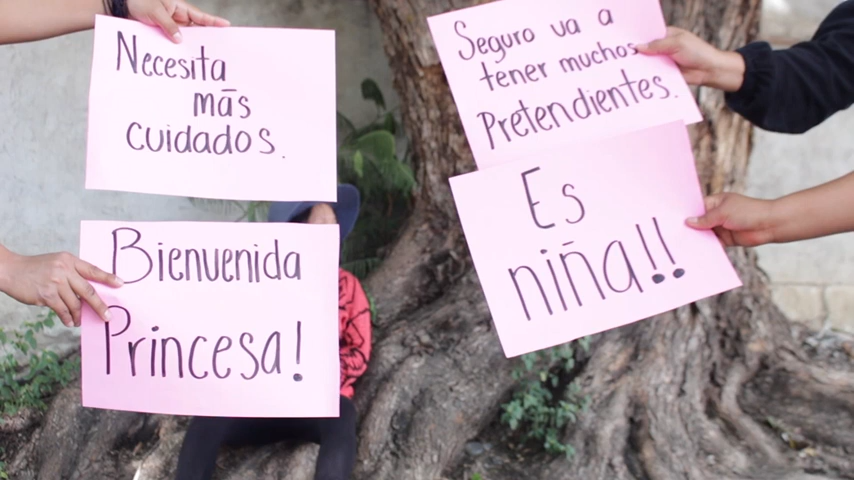 Necesita
más
cuidados.
Seguro va a
tener muchos
Pretendientes.
Bienvenida
Princesa!
Es
niña!!